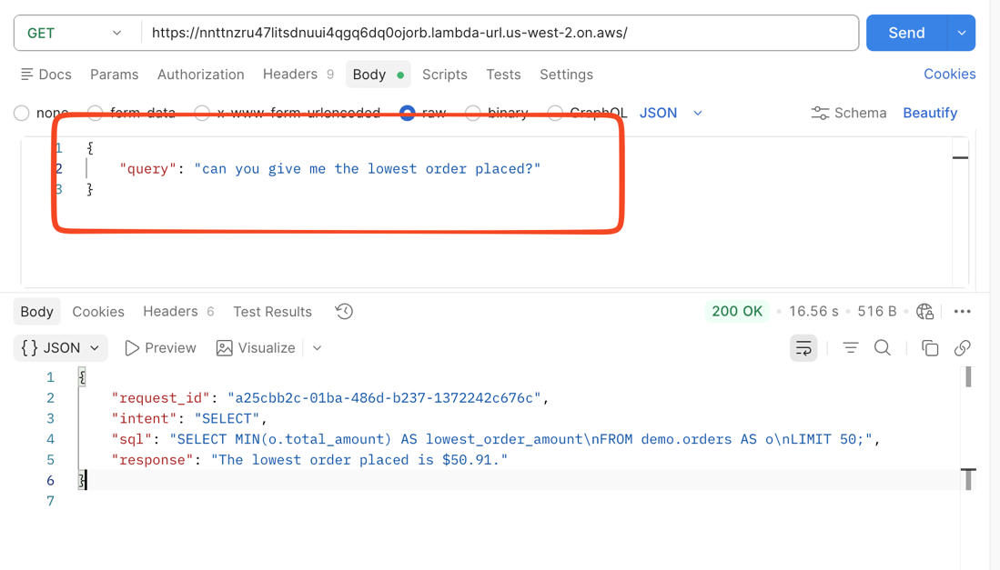 GET https://nnttnzru47litsdnuui4qgq6dq0ojorb.lambda-url.us-west-2.on.aws/ Send
Docs Params Authorization Headers 9 Body Scripts Tests Settings Cookies
none form-data x-www-form-urlencoded raw binary GraphQL JSON Schema Beautify
1 {
2 "query": "can you give me the lowest order placed?"
3 }
Body Cookies Headers 6 Test Results 200 OK 16.56 s 516 B
{} JSON Preview Visualize
1 {
2 "request_id": "a25cbb2c-01ba-486d-b237-1372242c676c",
3 "intent": "SELECT",
4 "sql": "SELECT MIN(o.total_amount) AS lowest_order_amount\nFROM demo.orders AS o\nLIMIT 50;",
5 "response": "The lowest order placed is $50.91."
6 }
7